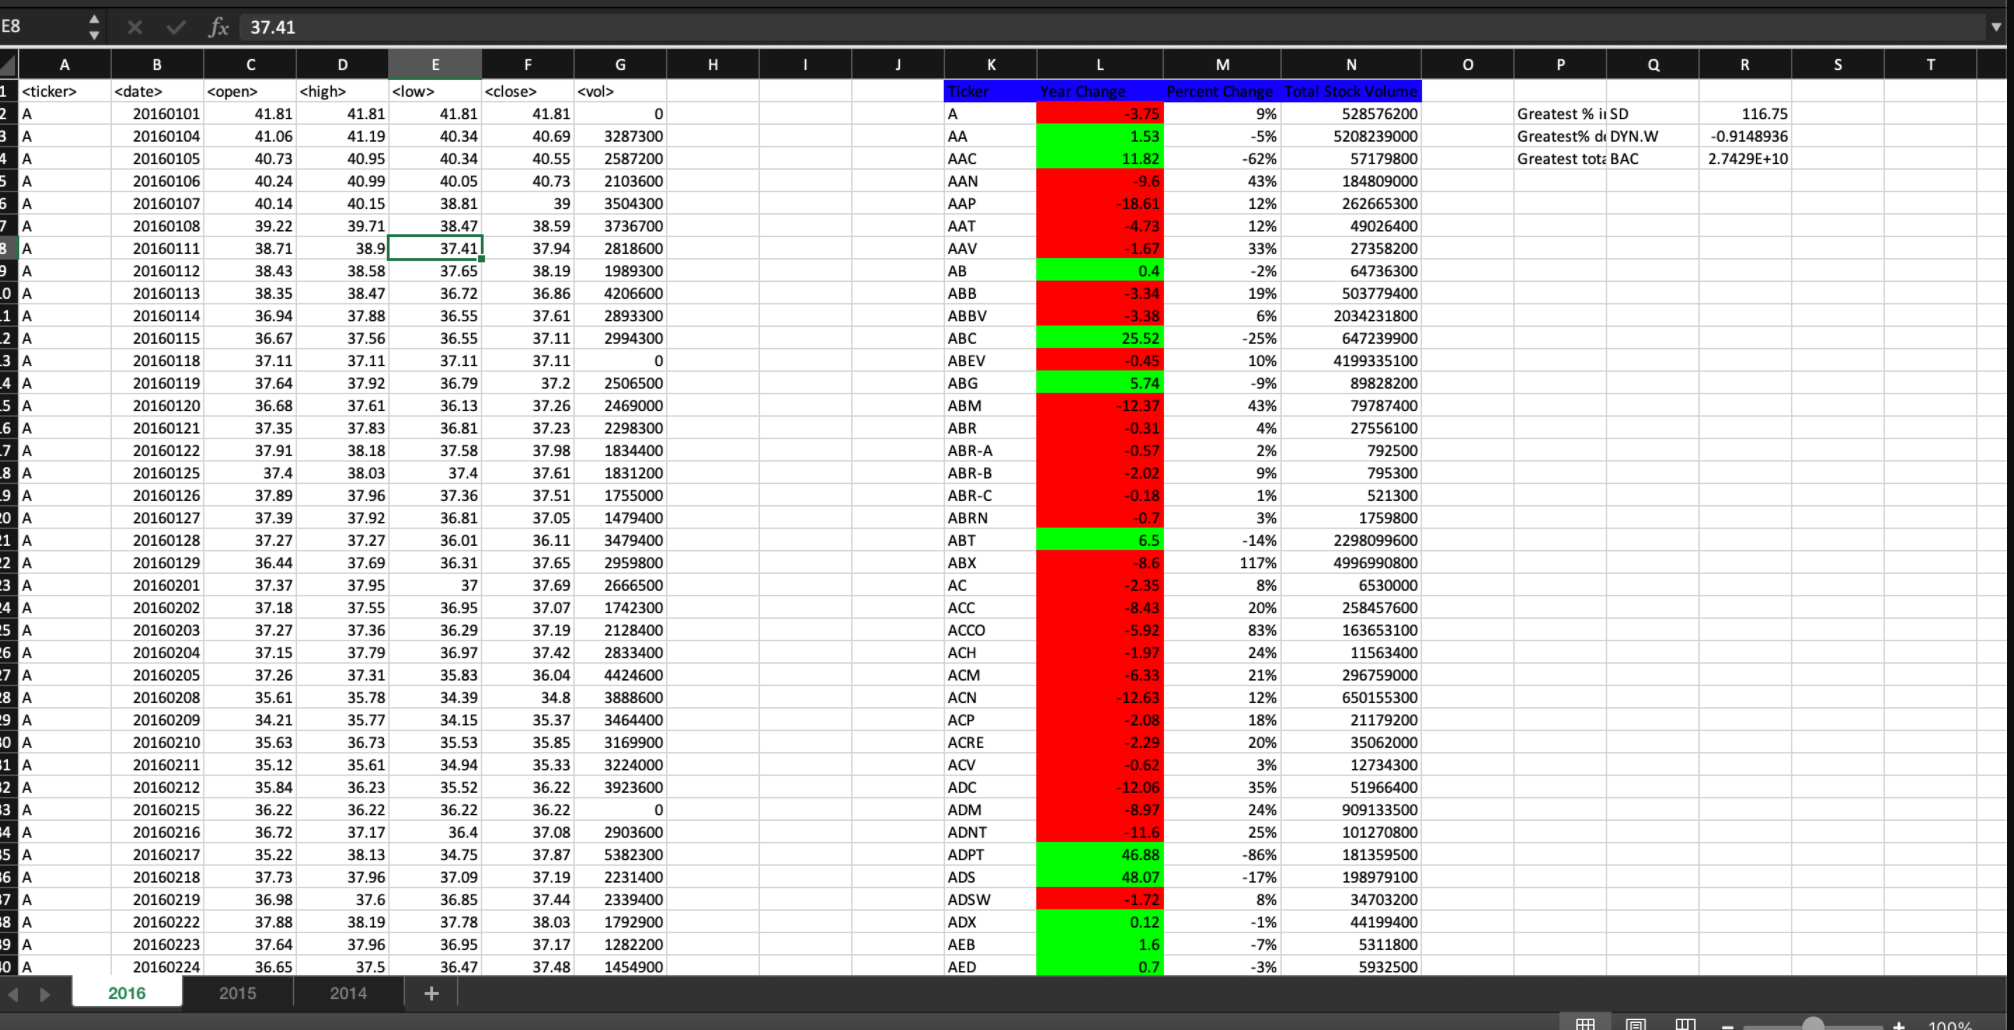 E8 fx 37.41
A B C D E F G H I J K L M N O P Q R S T
1 <ticker> <date> <open> <high> <low> <close> <vol> Ticker Year Change Percent Change Total Stock Volume
2 A 20160101 41.81 41.81 41.81 41.81 0 A -3.75 9% 528576200 Greatest % i SD 116.75
3 A 20160104 41.06 41.19 40.34 40.69 3287300 AA 1.53 -5% 5208239000 Greatest% d DYN.W -0.9148936
4 A 20160105 40.73 40.95 40.34 40.55 2587200 AAC 11.82 -62% 57179800 Greatest tota BAC 2.7429E+10
5 A 20160106 40.24 40.99 40.05 40.73 2103600 AAN -9.6 43% 184809000
6 A 20160107 40.14 40.15 38.81 39 3504300 AAP -18.61 12% 262665300
7 A 20160108 39.22 39.71 38.47 38.59 3736700 AAT -4.73 12% 49026400
8 A 20160111 38.71 38.9 37.41 37.94 2818600 AAV -1.67 33% 27358200
9 A 20160112 38.43 38.58 37.65 38.19 1989300 AB 0.4 -2% 64736300
0 A 20160113 38.35 38.47 36.72 36.86 4206600 ABB -3.34 19% 503779400
1 A 20160114 36.94 37.88 36.55 37.61 2893300 ABBV -3.38 6% 2034231800
2 A 20160115 36.67 37.56 36.55 37.11 2994300 ABC 25.52 -25% 647239900
3 A 20160118 37.11 37.11 37.11 37.11 0 ABEV -0.45 10% 4199335100
4 A 20160119 37.64 37.92 36.79 37.2 2506500 ABG 5.74 -9% 89828200
5 A 20160120 36.68 37.61 36.13 37.26 2469000 ABM -12.37 43% 79787400
6 A 20160121 37.35 37.83 36.81 37.23 2298300 ABR -0.31 4% 27556100
7 A 20160122 37.91 38.18 37.58 37.98 1834400 ABR-A -0.57 2% 792500
8 A 20160125 37.4 38.03 37.4 37.61 1831200 ABR-B -2.02 9% 795300
9 A 20160126 37.89 37.96 37.36 37.51 1755000 ABR-C -0.18 1% 521300
20 A 20160127 37.39 37.92 36.81 37.05 1479400 ABRN -0.7 3% 1759800
21 A 20160128 37.27 37.27 36.01 36.11 3479400 ABT 6.5 -14% 2298099600
22 A 20160129 36.44 37.69 36.31 37.65 2959800 ABX -8.6 117% 4996990800
23 A 20160201 37.37 37.95 37 37.69 2666500 AC -2.35 8% 6530000
24 A 20160202 37.18 37.55 36.95 37.07 1742300 ACC -8.43 20% 258457600
25 A 20160203 37.27 37.36 36.29 37.19 2128400 ACCO -5.92 83% 163653100
26 A 20160204 37.15 37.79 36.97 37.42 2833400 ACH -1.97 24% 11563400
27 A 20160205 37.26 37.31 35.83 36.04 4424600 ACM -6.33 21% 296759000
28 A 20160208 35.61 35.78 34.39 34.8 3888600 ACN -12.63 12% 650155300
29 A 20160209 34.21 35.77 34.15 35.37 3464400 ACP -2.08 18% 21179200
30 A 20160210 35.63 36.73 35.53 35.85 3169900 ACRE -2.29 20% 35062000
31 A 20160211 35.12 35.61 34.94 35.33 3224000 ACV -0.62 3% 12734300
32 A 20160212 35.84 36.23 35.52 36.22 3923600 ADC -12.06 35% 51966400
33 A 20160215 36.22 36.22 36.22 36.22 0 ADM -8.97 24% 909133500
34 A 20160216 36.72 37.17 36.4 37.08 2903600 ADNT -11.6 25% 101270800
35 A 20160217 35.22 38.13 34.75 37.87 5382300 ADPT 46.88 -86% 181359500
36 A 20160218 37.73 37.96 37.09 37.19 2231400 ADS 48.07 -17% 198979100
37 A 20160219 36.98 37.6 36.85 37.44 2339400 ADSW -1.72 8% 34703200
38 A 20160222 37.88 38.19 37.78 38.03 1792900 ADX 0.12 -1% 44199400
39 A 20160223 37.64 37.96 36.95 37.17 1282200 AEB 1.6 -7% 5311800
40 A 20160224 36.65 37.5 36.47 37.48 1454900 AED 0.7 -3% 5932500
2016 2015 2014 +
100%